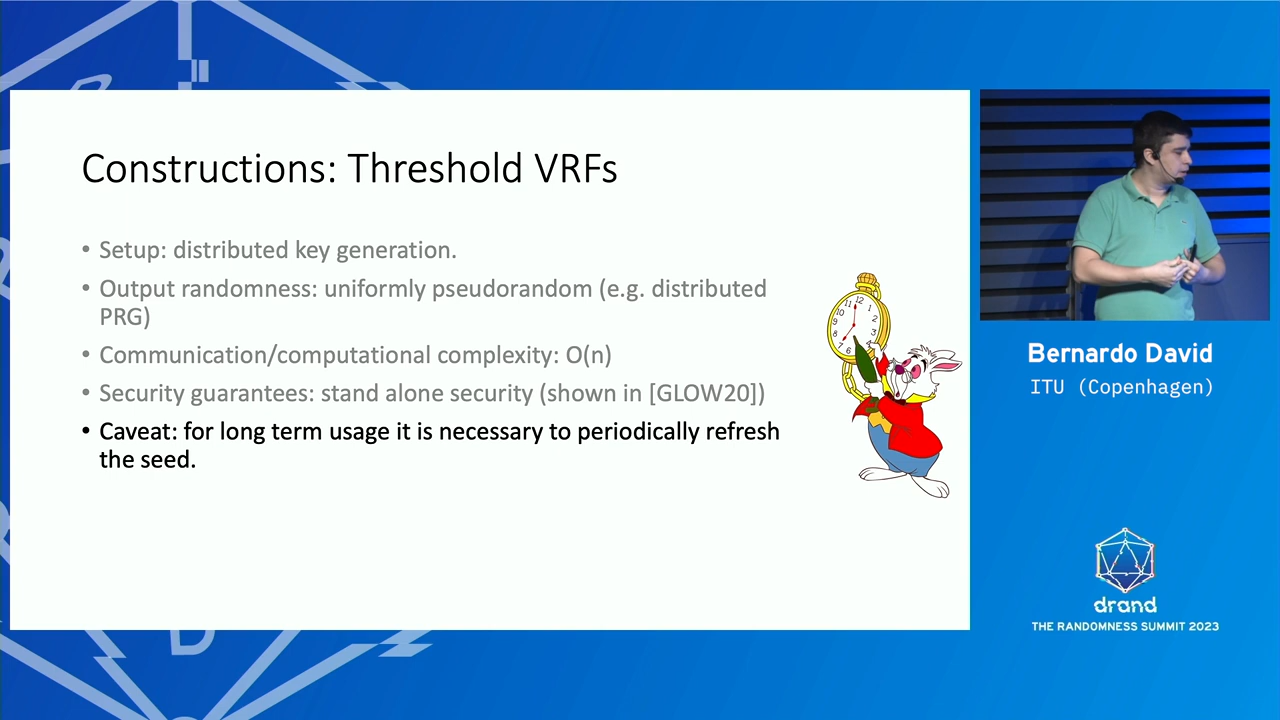 Constructions: Threshold VRFs
• Setup: distributed key generation.
• Output randomness: uniformly pseudorandom (e.g. distributed
PRG)
• Communication/computational complexity: O(n)
• Security guarantees: stand alone security (shown in [GLOW20])
• Caveat: for long term usage it is necessary to periodically refresh
the seed.
Bernardo David
ITU (Copenhagen)
drand
THE RANDOMNESS SUMMIT 2023